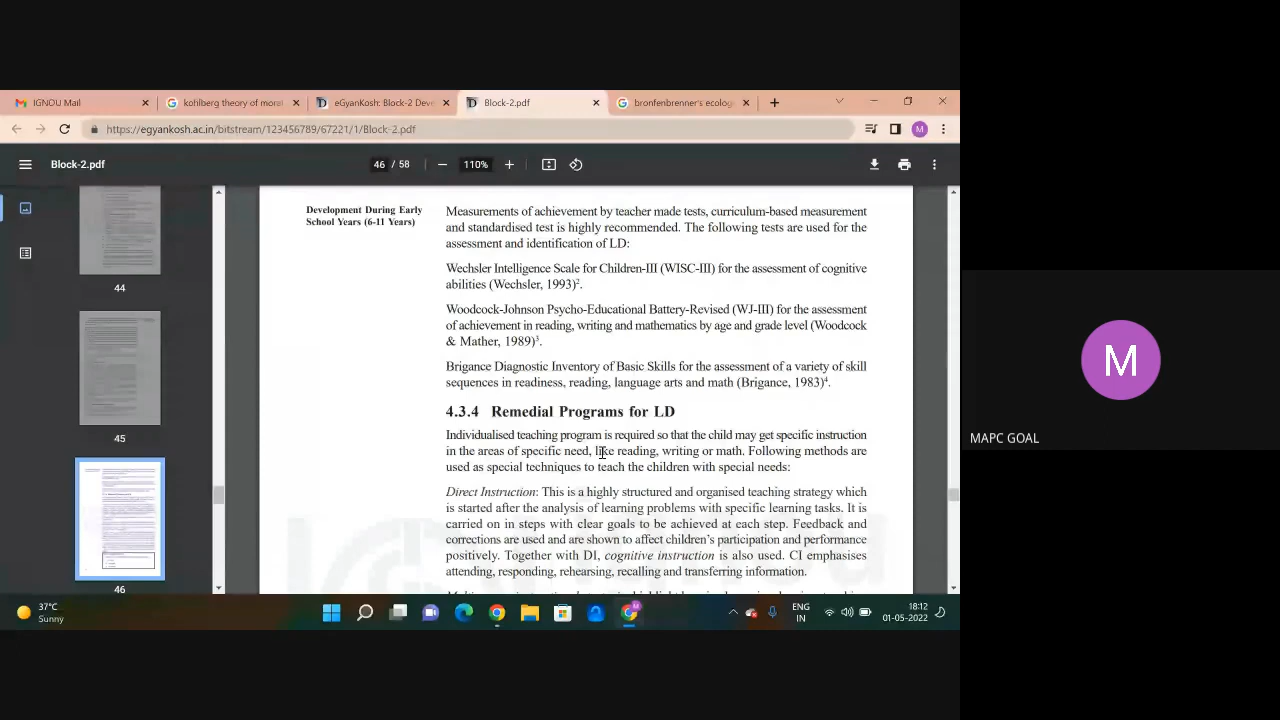 IGNOU Mail
kohlberg theory of mora
eGyanKosh: Block-2 Deve
Block-2.pdf
bronfenbrenner's ecolog
https://egyankosh.ac.in/bitstream/123456789/67221/1/Block-2.pdf
M
Block-2.pdf
46 / 58
110%
44
45
46
Development During Early
School Years (6-11 Years)
Measurements of achievement by teacher made tests, curriculum-based measurement
and standardised test is highly recommended. The following tests are used for the
assessment and identification of LD:
Wechsler Intelligence Scale for Children-III (WISC-III) for the assessment of cognitive
abilities (Wechsler, 1993)².
Woodcock-Johnson Psycho-Educational Battery-Revised (WJ-III) for the assessment
of achievement in reading, writing and mathematics by age and grade level (Woodcock
& Mather, 1989)³.
Brigance Diagnostic Inventory of Basic Skills for the assessment of a variety of skill
sequences in readiness, reading, language arts and math (Brigance, 1983)⁴.
4.3.4 Remedial Programs for LD
Individualised teaching program is required so that the child may get specific instruction
in the areas of specific need, like reading, writing or math. Following methods are
used as special techniques to teach the children with special needs:
Direct Instruction: This is a highly structured and organised teaching strategy which
is started after the analysis of learning problems with specific learning tasks. It is
carried on in steps with clear goals to be achieved at each step. Feedback and
corrections are used and are shown to affect children's participation and performance
positively. Together with DI, cognitive instruction is also used. CI emphasises
attending, responding, rehearsing, recalling and transferring information.
M
MAPC GOAL
37°C
Sunny
ENG
IN
18:12
01-05-2022